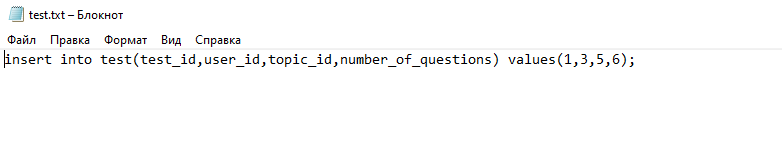 test.txt – Блокнот
Файл Правка Формат Вид Справка
insert into test(test_id,user_id,topic_id,number_of_questions) values(1,3,5,6);